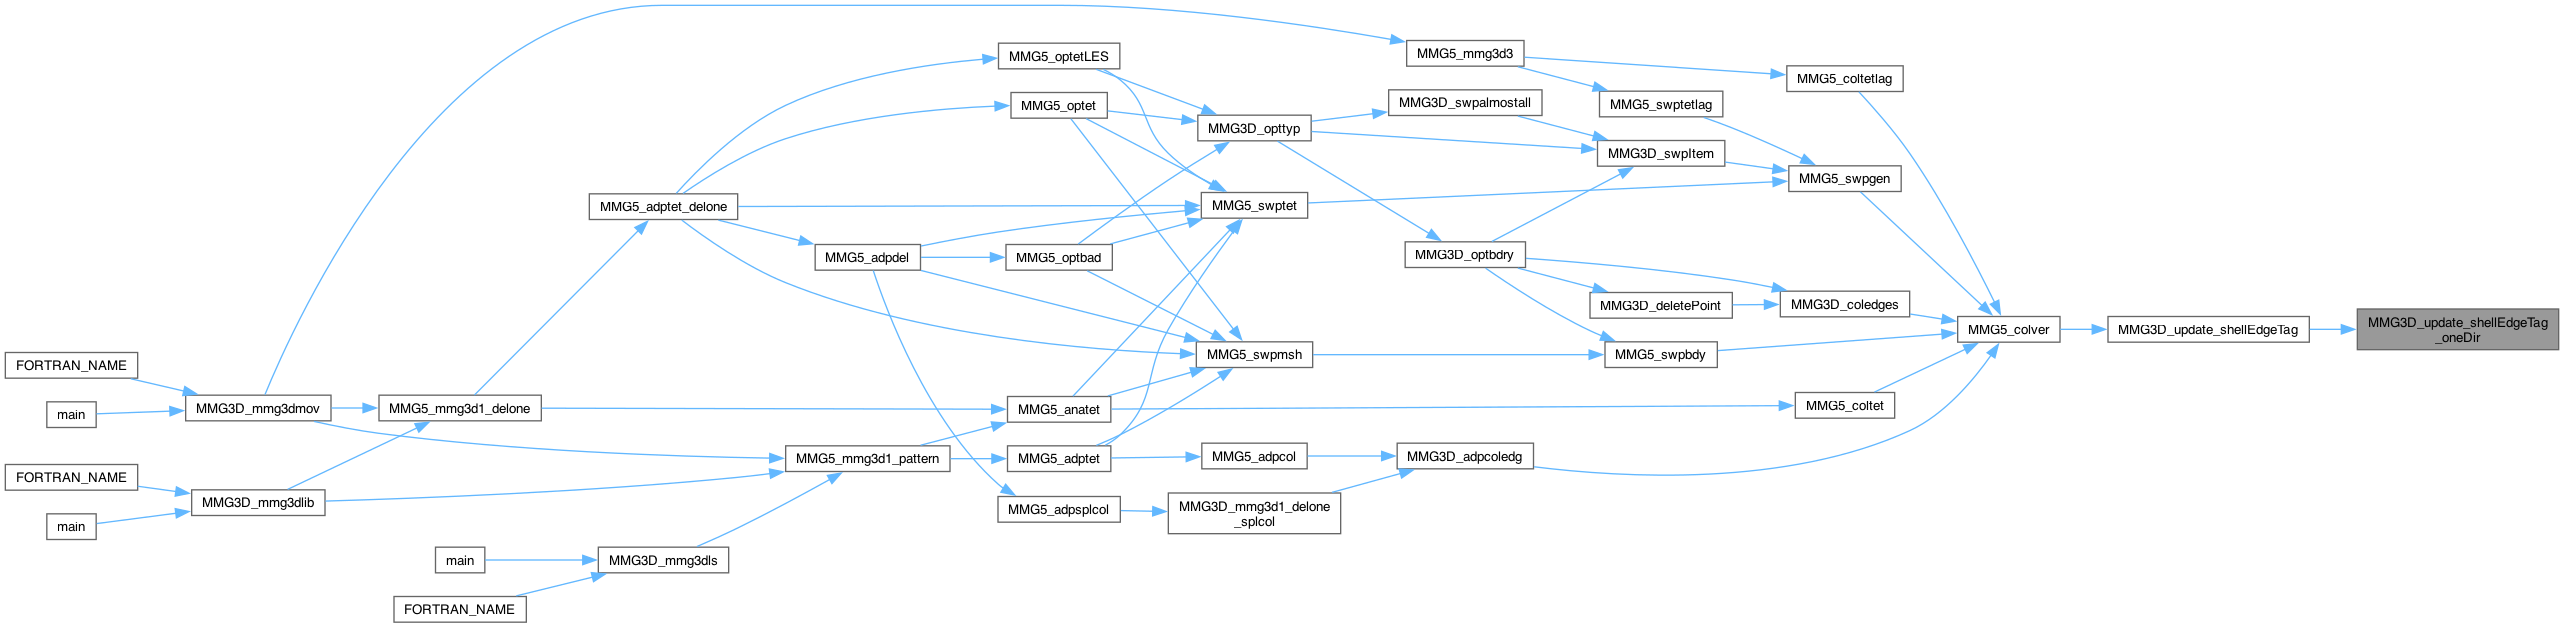 MMG5_optetLES
MMG5_mmg3d3
MMG5_coltetlag
MMG5_optet
MMG3D_swpalmostall
MMG5_swptetlag
MMG3D_opttyp
MMG3D_swpItem
MMG5_swpgen
MMG5_adptet_delone
MMG5_swptet
MMG5_adpdel
MMG5_optbad
MMG3D_optbdry
MMG3D_deletePoint
MMG3D_coledges
MMG5_colver
MMG3D_update_shellEdgeTag
MMG3D_update_shellEdgeTag
_oneDir
MMG5_swpmsh
MMG5_swpbdy
FORTRAN_NAME
main
MMG3D_mmg3dmov
MMG5_mmg3d1_delone
MMG5_anatet
MMG5_coltet
MMG5_mmg3d1_pattern
MMG5_adptet
MMG5_adpcol
MMG3D_adpcoledg
FORTRAN_NAME
MMG3D_mmg3dlib
main
MMG5_adpsplcol
MMG3D_mmg3d1_delone
_splcol
main
MMG3D_mmg3dls
FORTRAN_NAME